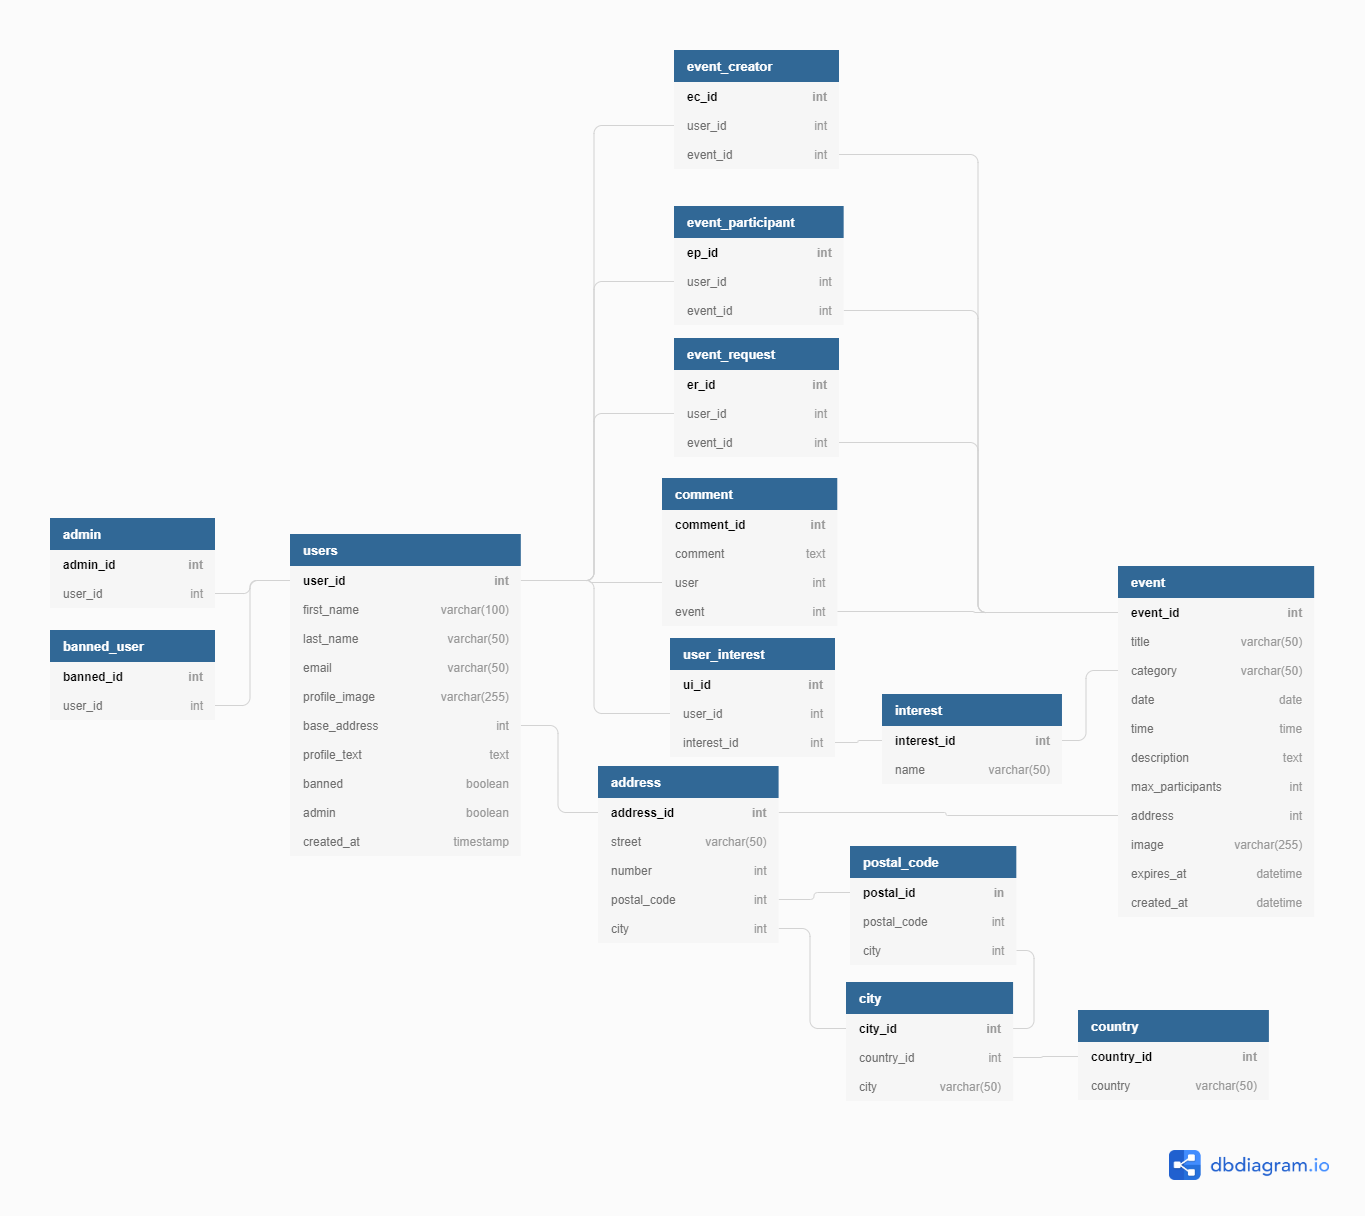 event_creator
ec_id int
user_id int
event_id int
event_participant
ep_id int
user_id int
event_id int
event_request
er_id int
user_id int
event_id int
comment
comment_id int
comment text
user int
event int
admin
admin_id int
user_id int
banned_user
banned_id int
user_id int
users
user_id int
first_name varchar(100)
last_name varchar(50)
email varchar(50)
profile_image varchar(255)
base_address int
profile_text text
banned boolean
admin boolean
created_at timestamp
user_interest
ui_id int
user_id int
interest_id int
interest
interest_id int
name varchar(50)
event
event_id int
title varchar(50)
category varchar(50)
date date
time time
description text
max_participants int
address int
image varchar(255)
expires_at datetime
created_at datetime
address
address_id int
street varchar(50)
number int
postal_code int
city int
postal_code
postal_id in
postal_code int
city int
city
city_id int
country_id int
city varchar(50)
country
country_id int
country varchar(50)
dbdiagram.io